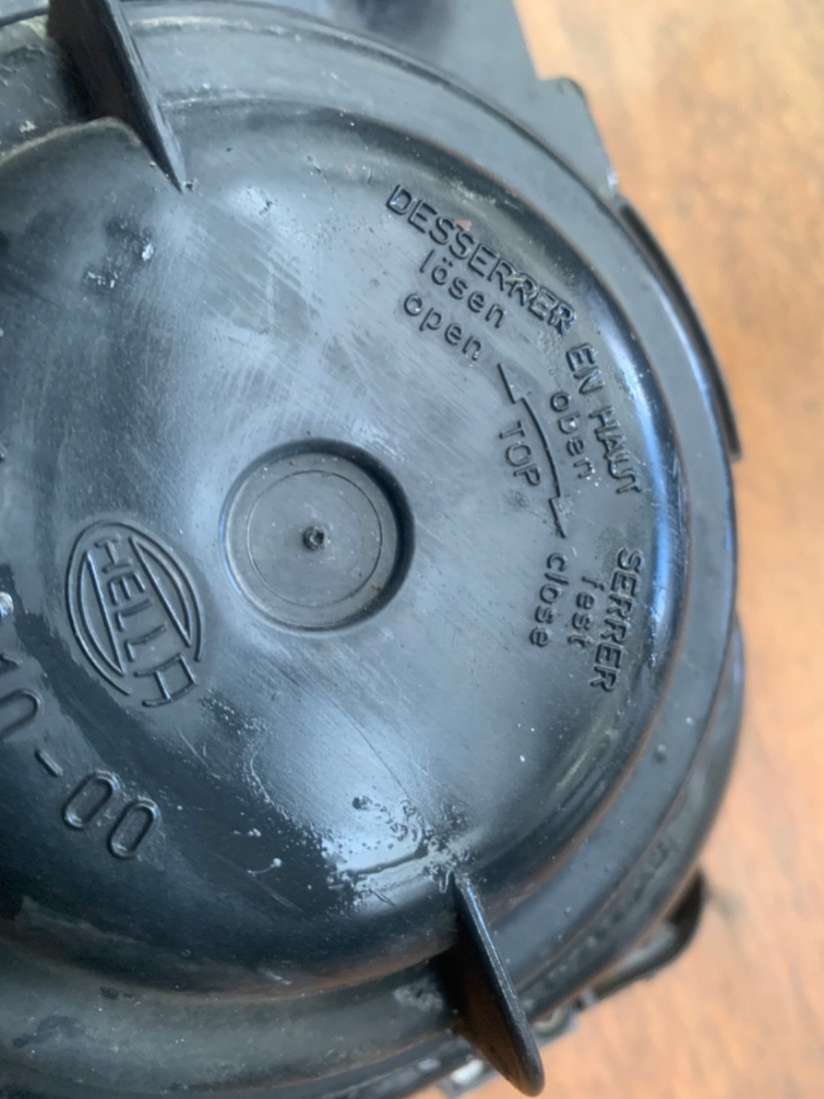 DESSERRER EN HAUT SERRER
lösen oben fest
open TOP close
HELLA
-00